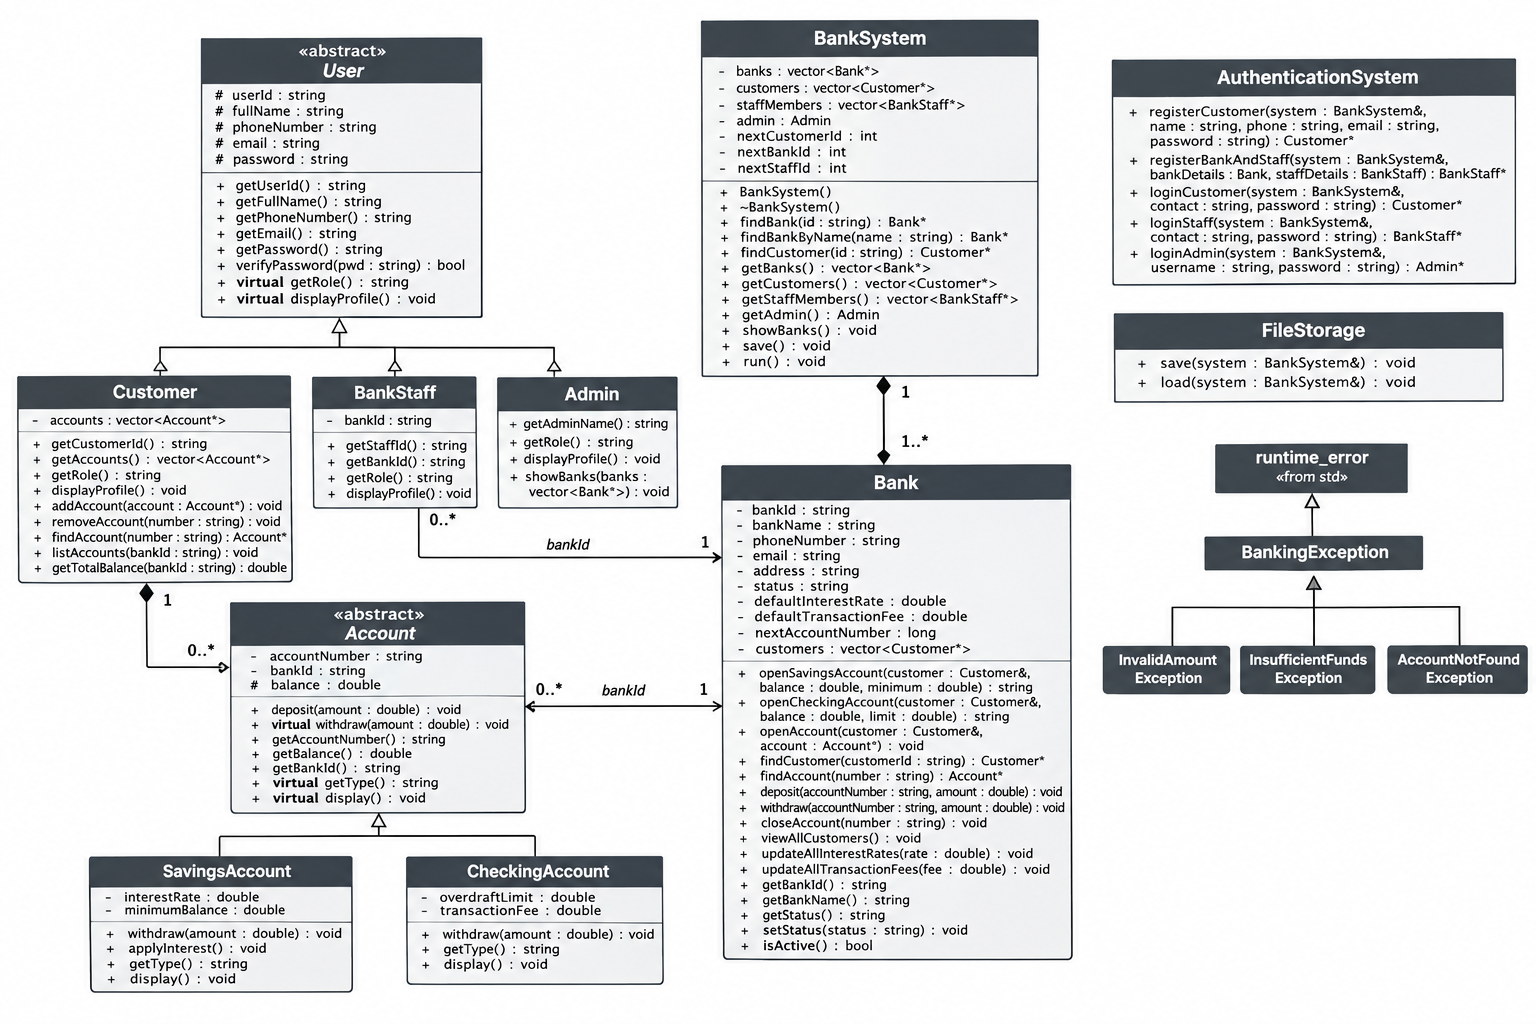 «abstract»
User
# userId : string
# fullName : string
# phoneNumber : string
# email : string
# password : string
+ getUserId() : string
+ getFullName() : string
+ getPhoneNumber() : string
+ getEmail() : string
+ getPassword() : string
+ verifyPassword(pwd : string) : bool
+ virtual getRole() : string
+ virtual displayProfile() : void
BankSystem
- banks : vector<Bank*>
- customers : vector<Customer*>
- staffMembers : vector<BankStaff*>
- admin : Admin
- nextCustomerId : int
- nextBankId : int
- nextStaffId : int
+ BankSystem()
+ ~BankSystem()
+ findBank(id : string) : Bank*
+ findBankByName(name : string) : Bank*
+ findCustomer(id : string) : Customer*
+ getBanks() : vector<Bank*>
+ getCustomers() : vector<Customer*>
+ getStaffMembers() : vector<BankStaff*>
+ getAdmin() : Admin
+ showBanks() : void
+ save() : void
+ run() : void
AuthenticationSystem
+ registerCustomer(system : BankSystem&,
name : string, phone : string, email : string,
password : string) : Customer*
+ registerBankAndStaff(system : BankSystem&,
bankDetails : Bank, staffDetails : BankStaff) : BankStaff*
+ loginCustomer(system : BankSystem&,
contact : string, password : string) : Customer*
+ loginStaff(system : BankSystem&,
contact : string, password : string) : BankStaff*
+ loginAdmin(system : BankSystem&,
username : string, password : string) : Admin*
FileStorage
+ save(system : BankSystem&) : void
+ load(system : BankSystem&) : void
Customer
- accounts : vector<Account*>
+ getCustomerId() : string
+ getAccounts() : vector<Account*>
+ getRole() : string
+ displayProfile() : void
+ addAccount(account : Account*) : void
+ removeAccount(number : string) : void
+ findAccount(number : string) : Account*
+ listAccounts(bankId : string) : void
+ getTotalBalance(bankId : string) : double
BankStaff
- bankId : string
+ getStaffId() : string
+ getBankId() : string
+ getRole() : string
+ displayProfile() : void
Admin
+ getAdminName() : string
+ getRole() : string
+ displayProfile() : void
+ showBanks(banks :
vector<Bank*>) : void
1
1..*
0..*
bankId
1
Bank
- bankId : string
- bankName : string
- phoneNumber : string
- email : string
- address : string
- status : string
- defaultInterestRate : double
- defaultTransactionFee : double
- nextAccountNumber : long
- customers : vector<Customer*>
+ openSavingsAccount(customer : Customer&,
balance : double, minimum : double) : string
+ openCheckingAccount(customer : Customer&,
balance : double, limit : double) : string
+ openAccount(customer : Customer&,
account : Account*) : void
+ findCustomer(customerId : string) : Customer*
+ findAccount(number : string) : Account*
+ deposit(accountNumber : string, amount : double) : void
+ withdraw(accountNumber : string, amount : double) : void
+ closeAccount(number : string) : void
+ viewAllCustomers() : void
+ updateAllInterestRates(rate : double) : void
+ updateAllTransactionFees(fee : double) : void
+ getBankId() : string
+ getBankName() : string
+ getStatus() : string
+ setStatus(status : string) : void
+ isActive() : bool
runtime_error
«from std»
BankingException
InvalidAmount
Exception
InsufficientFunds
Exception
AccountNotFound
Exception
1
0..*
«abstract»
Account
- accountNumber : string
- bankId : string
# balance : double
+ deposit(amount : double) : void
+ virtual withdraw(amount : double) : void
+ getAccountNumber() : string
+ getBalance() : double
+ getBankId() : string
+ virtual getType() : string
+ virtual display() : void
0..*
bankId
1
SavingsAccount
- interestRate : double
- minimumBalance : double
+ withdraw(amount : double) : void
+ applyInterest() : void
+ getType() : string
+ display() : void
CheckingAccount
- overdraftLimit : double
- transactionFee : double
+ withdraw(amount : double) : void
+ getType() : string
+ display() : void